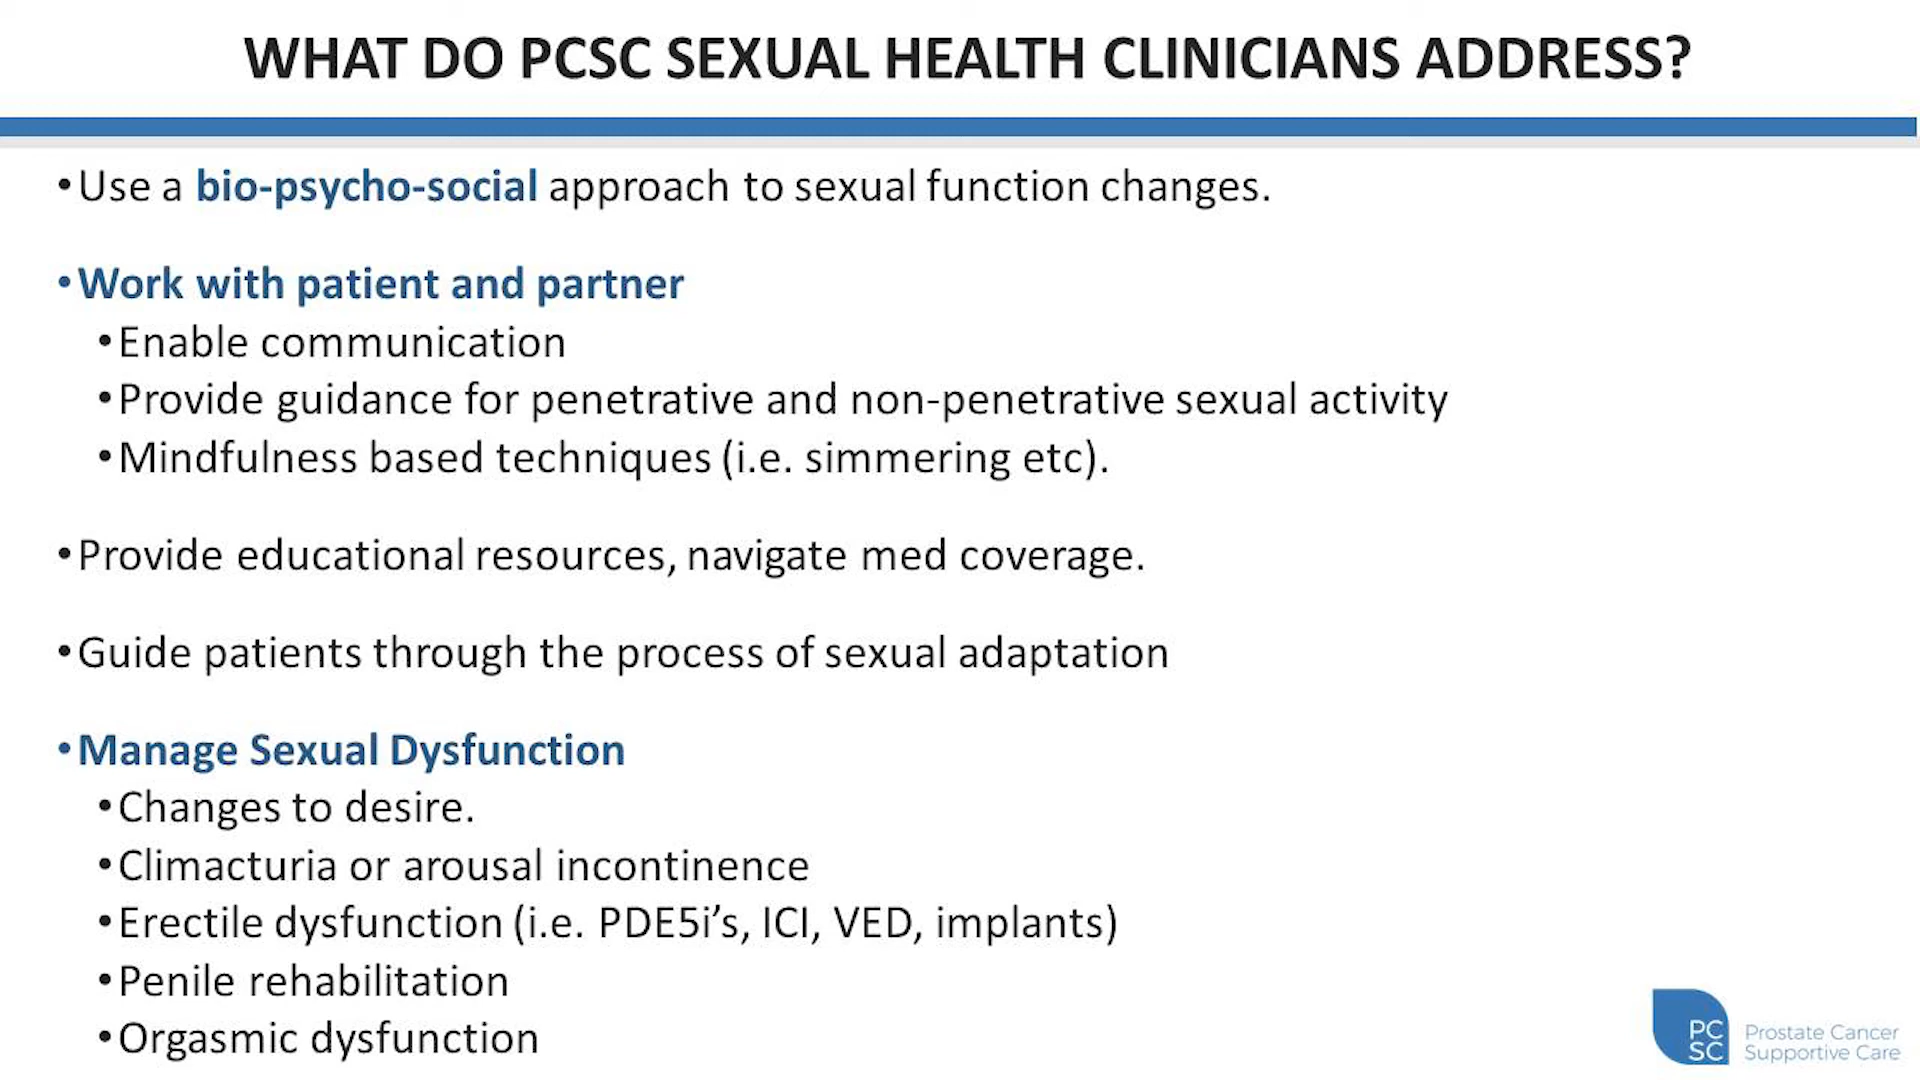 WHAT DO PCSC SEXUAL HEALTH CLINICIANS ADDRESS?
•Use a bio-psycho-social approach to sexual function changes.
•Work with patient and partner
•Enable communication
•Provide guidance for penetrative and non-penetrative sexual activity
•Mindfulness based techniques (i.e. simmering etc).
•Provide educational resources, navigate med coverage.
•Guide patients through the process of sexual adaptation
•Manage Sexual Dysfunction
•Changes to desire.
•Climacturia or arousal incontinence
•Erectile dysfunction (i.e. PDE5i’s, ICI, VED, implants)
•Penile rehabilitation
•Orgasmic dysfunction
PC
SC
Prostate Cancer
Supportive Care